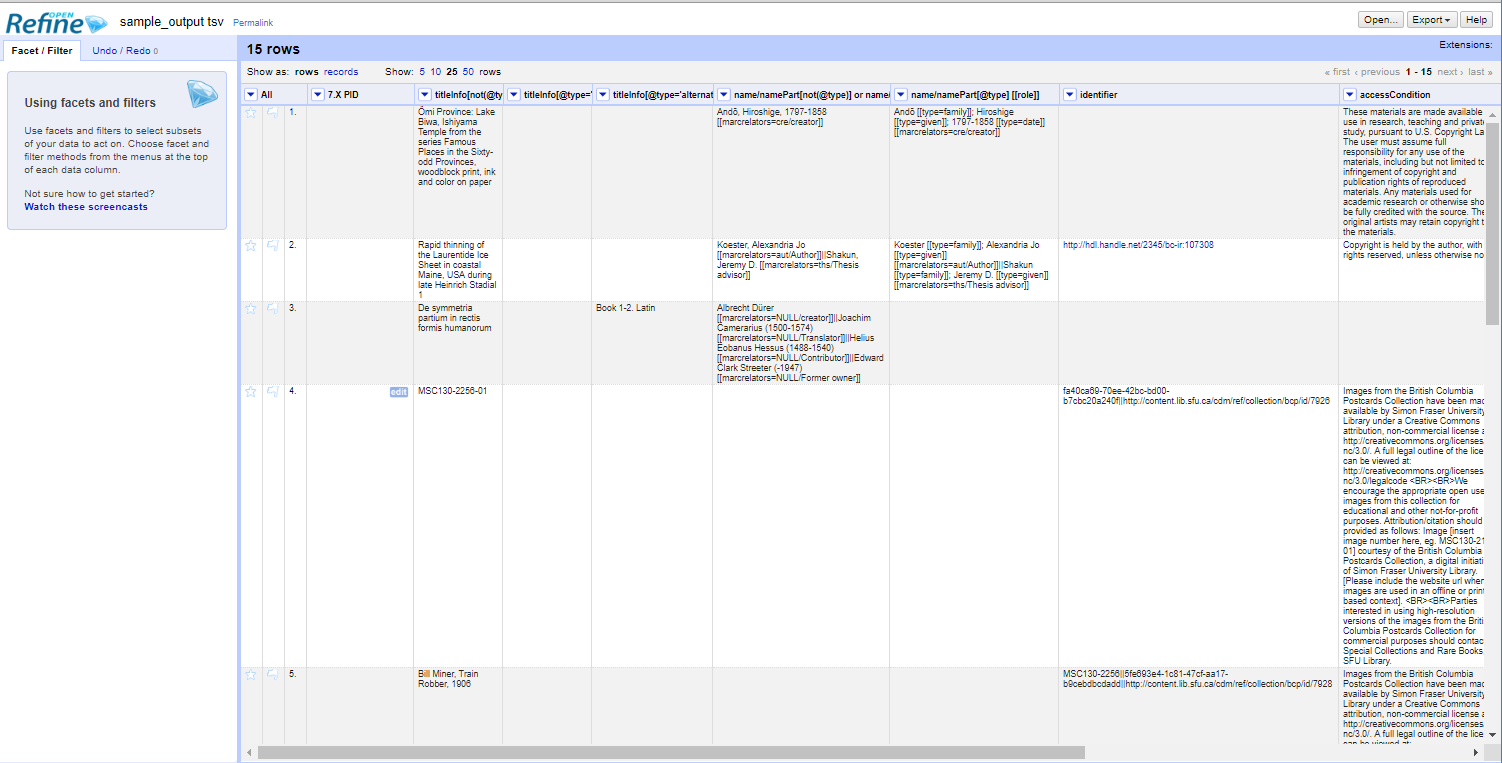 OPEN
Refine
sample_output tsv
Permalink
Open...
Export
Help
Facet / Filter
Undo / Redo 0
15 rows
Extensions:
Show as: rows records
Show: 5 10 25 50 rows
« first ‹ previous 1 - 15 next › last »
Using facets and filters
Use facets and filters to select subsets
of your data to act on. Choose facet and
filter methods from the menus at the top
of each data column.
Not sure how to get started?
Watch these screencasts
All
7.X PID
titleInfo[not(@ty
titleInfo[@type='
titleInfo[@type='alternat
name/namePart[not(@type)] or name/
name/namePart[@type] [[role]]
identifier
accessCondition
1.
Ōmi Province: Lake
Biwa, Ishiyama
Temple from the
series Famous
Places in the Sixty-
odd Provinces,
woodblock print, ink
and color on paper
Andō, Hiroshige, 1797-1858
[[marcrelators=cre/creator]]
Andō [[type=family]]; Hiroshige
[[type=given]]; 1797-1858 [[type=date]]
[[marcrelators=cre/creator]]
These materials are made available
use in research, teaching and private
study, pursuant to U.S. Copyright La
The user must assume full
responsibility for any use of the
materials, including but not limited to
infringement of copyright and
publication rights of reproduced
materials. Any materials used for
academic research or otherwise sho
be fully credited with the source. The
original artists may retain copyright t
the materials.
2.
Rapid thinning of
the Laurentide Ice
Sheet in coastal
Maine, USA during
late Heinrich Stadial
1
Koester, Alexandria Jo
[[marcrelators=aut/Author]]||Shakun,
Jeremy D. [[marcrelators=ths/Thesis
advisor]]
Koester [[type=family]]; Alexandria Jo
[[type=given]]
[[marcrelators=aut/Author]]||Shakun
[[type=family]]; Jeremy D. [[type=given]]
[[marcrelators=ths/Thesis advisor]]
http://hdl.handle.net/2345/bc-ir:107308
Copyright is held by the author, with
rights reserved, unless otherwise no
3.
De symmetria
partium in rectis
formis humanorum
Book 1-2. Latin
Albrecht Dürer
[[marcrelators=NULL/creator]]||Joachim
Camerarius (1500-1574)
[[marcrelators=NULL/Translator]]||Helius
Eobanus Hessus (1488-1540)
[[marcrelators=NULL/Contributor]]||Edward
Clark Streeter (-1947)
[[marcrelators=NULL/Former owner]]
4.
edit
MSC130-2256-01
fa40ca69-70ee-42bc-bd00-
b7cbc20a240f||http://content.lib.sfu.ca/cdm/ref/collection/bcp/id/7926
Images from the British Columbia
Postcards Collection have been mad
available by Simon Fraser University
Library under a Creative Commons
attribution, non-commercial license a
http://creativecommons.org/licenses
nc/3.0/. A full legal outline of the lice
can be viewed at:
http://creativecommons.org/licenses
nc/3.0/legalcode <BR><BR>We
encourage the appropriate open use
images from this collection for
educational and other not-for-profit
purposes. Attribution/citation should
provided as follows: Image [insert
image number here, eg. MSC130-21
01] courtesy of the British Columbia
Postcards Collection, a digital initiati
of Simon Fraser University Library.
[Please include the website url when
images are used in an offline or print
based context]. <BR><BR>Parties
interested in using high-resolution
versions of the images from the Briti
Columbia Postcards Collection for
commercial purposes should contac
Special Collections and Rare Books,
SFU Library.
5.
Bill Miner, Train
Robber, 1906
MSC130-2256||5fe693e4-1c81-47cf-aa17-
b9cebdbcdadd||http://content.lib.sfu.ca/cdm/ref/collection/bcp/id/7928
Images from the British Columbia
Postcards Collection have been mad
available by Simon Fraser University
Library under a Creative Commons
attribution, non-commercial license a
http://creativecommons.org/licenses
nc/3.0/. A full legal outline of the lice
can be viewed at: